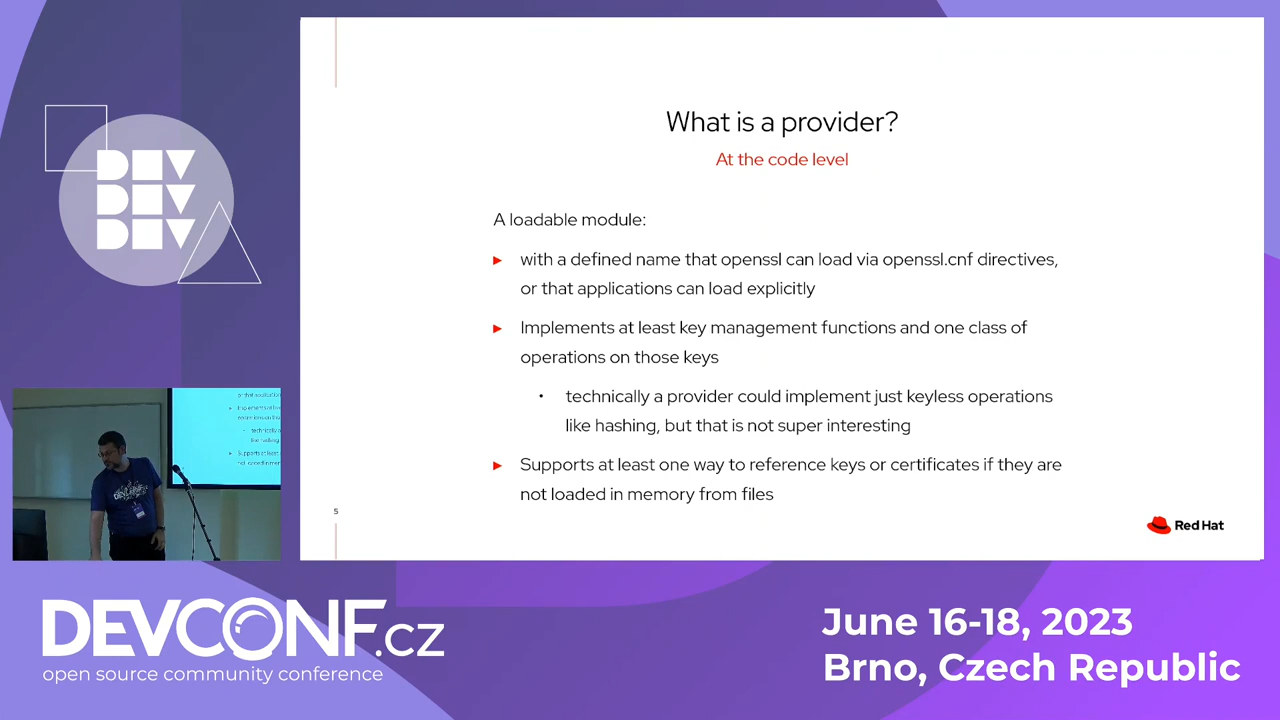 What is a provider?
At the code level
A loadable module:
► with a defined name that openssl can load via openssl.cnf directives,
or that applications can load explicitly
► Implements at least key management functions and one class of
operations on those keys
• technically a provider could implement just keyless operations
like hashing, but that is not super interesting
► Supports at least one way to reference keys or certificates if they are
not loaded in memory from files
5
Red Hat
DEV
DEV
DEV
DEVCONF.cz
open source community conference
June 16-18, 2023
Brno, Czech Republic